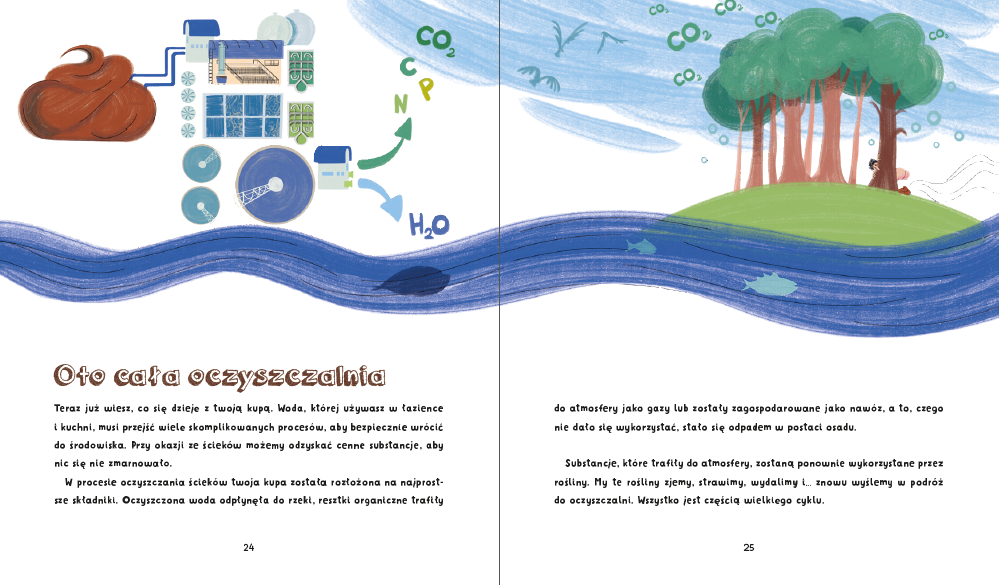 CO2
C
P
N
H2O
CO2
CO2
CO2
CO2
CO2
CO2
Oto cała oczyszczalnia
Teraz już wiesz, co się dzieje z twoją kupą. Woda, której używasz w łazience
i kuchni, musi przejść wiele skomplikowanych procesów, aby bezpiecznie wrócić
do środowiska. Przy okazji ze ścieków możemy odzyskać cenne substancje, aby
nic się nie zmarnowało.
W procesie oczyszczania ścieków twoja kupa została rozłożona na najprost-
sze składniki. Oczyszczona woda odpłynęła do rzeki, resztki organiczne trafiły
24
do atmosfery jako gazy lub zostały zagospodarowane jako nawóz, a to, czego
nie dało się wykorzystać, stało się odpadem w postaci osadu.
Substancje, które trafiły do atmosfery, zostaną ponownie wykorzystane przez
rośliny. My te rośliny zjemy, strawimy, wydalimy i... znowu wyślemy w podróż
do oczyszczalni. Wszystko jest częścią wielkiego cyklu.
25